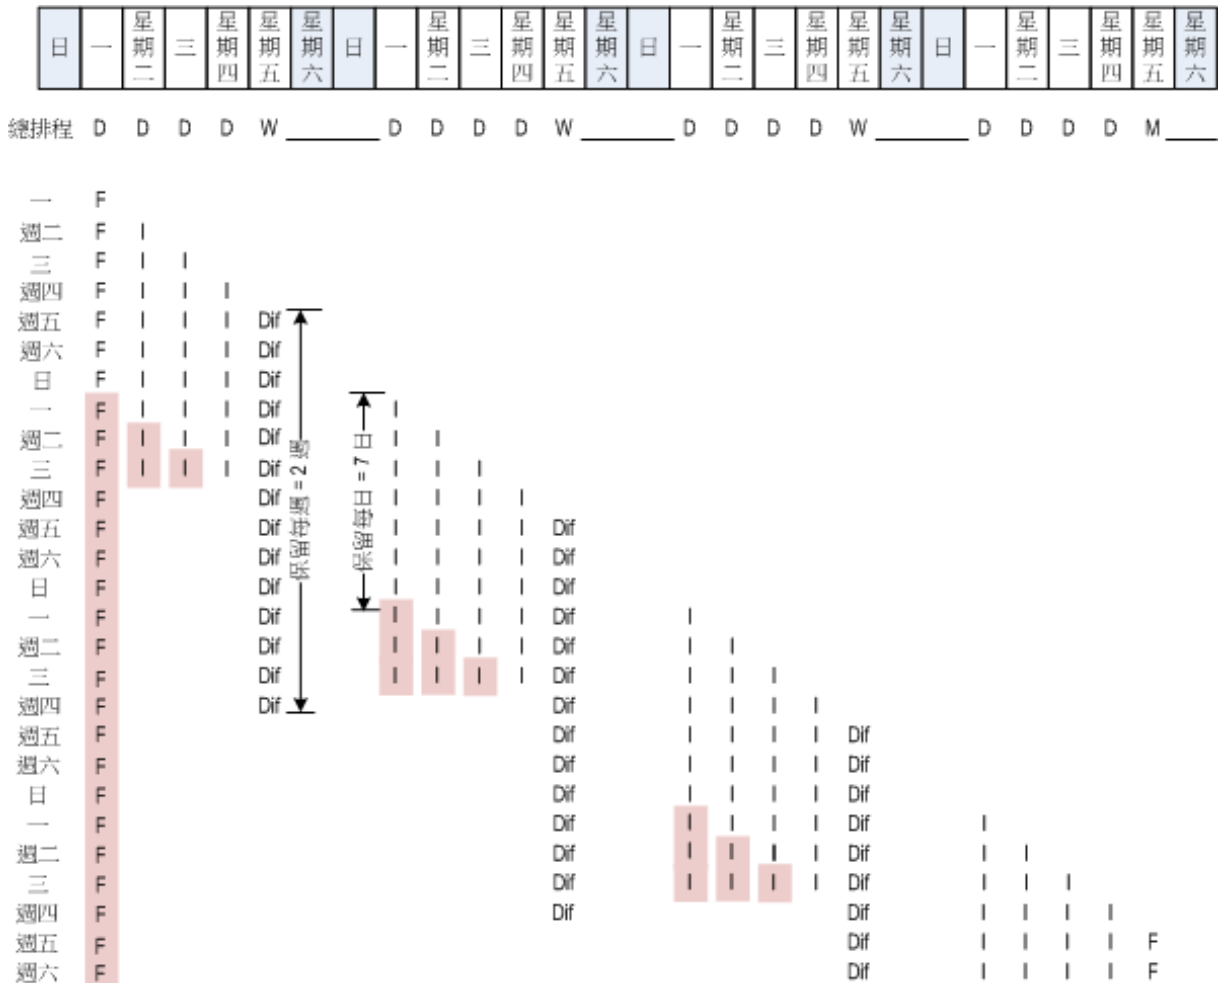 日 一 星期二 三 星期四 星期五 星期六 日 一 星期二 三 星期四 星期五 星期六 日 一 星期二 三 星期四 星期五 星期六 日 一 星期二 三 星期四 星期五 星期六
總排程 D D D D W D D D D W D D D D W D D D D M
一 F
週二 F I
三 F I I
週四 F I I I
週五 F I I I Dif
週六 F I I I Dif
日 F I I I Dif
一 F I I I Dif I
週二 F I I I Dif I I
三 F I I I Dif I I I
週四 F Dif I I I I
週五 F Dif I I I I Dif
週六 F Dif I I I I Dif
日 F Dif I I I I Dif
一 F Dif I I I I Dif I
週二 F Dif I I I I Dif I I
三 F Dif I I I I Dif I I I
週四 F Dif Dif I I I I
週五 F Dif I I I I Dif
週六 F Dif I I I I Dif
日 F Dif I I I I Dif
一 F Dif I I I I Dif I
週二 F Dif I I I I Dif I I
三 F Dif I I I I Dif I I I
週四 F Dif Dif I I I I
週五 F Dif I I I I F
週六 F Dif I I I I F
保留每週 = 2 週
保留每日 = 7 日